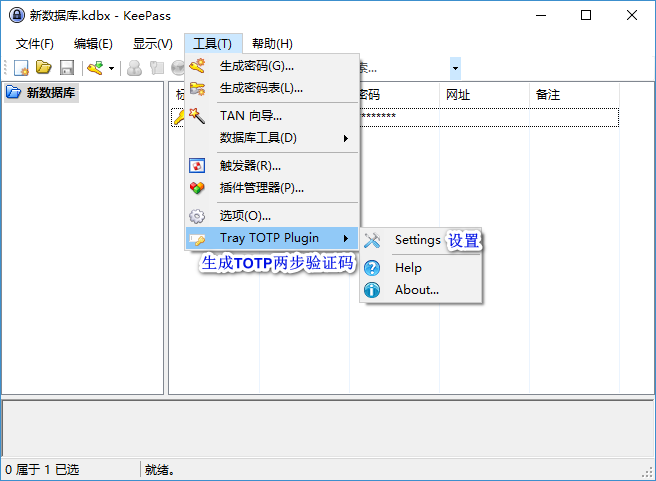 新数据库.kdbx - KeePass
文件(F) 编辑(E) 显示(V) 工具(T) 帮助(H)
生成密码(G)...
索...
新数据库
生成密码表(L)...
密码 网址 备注
TAN 向导...
*******
数据库工具(D)
触发器(R)...
插件管理器(P)...
选项(O)...
Tray TOTP Plugin
Settings 设置
生成TOTP两步验证码
Help
About...
0 属于 1 已选 就绪。